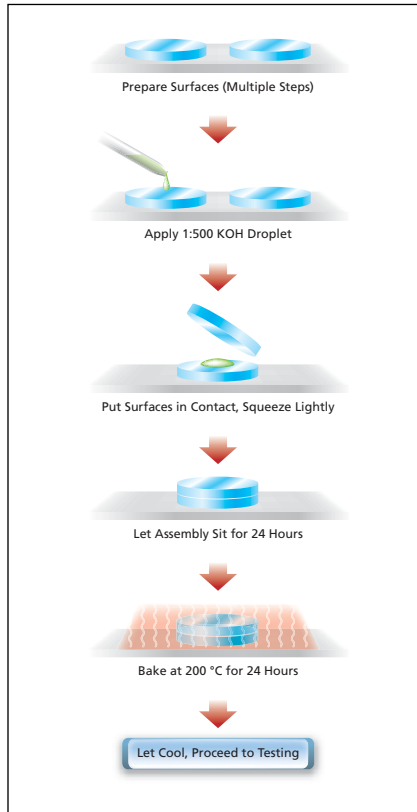 Prepare Surfaces (Multiple Steps)
Apply 1:500 KOH Droplet
Put Surfaces in Contact, Squeeze Lightly
Let Assembly Sit for 24 Hours
Bake at 200 °C for 24 Hours
Let Cool, Proceed to Testing